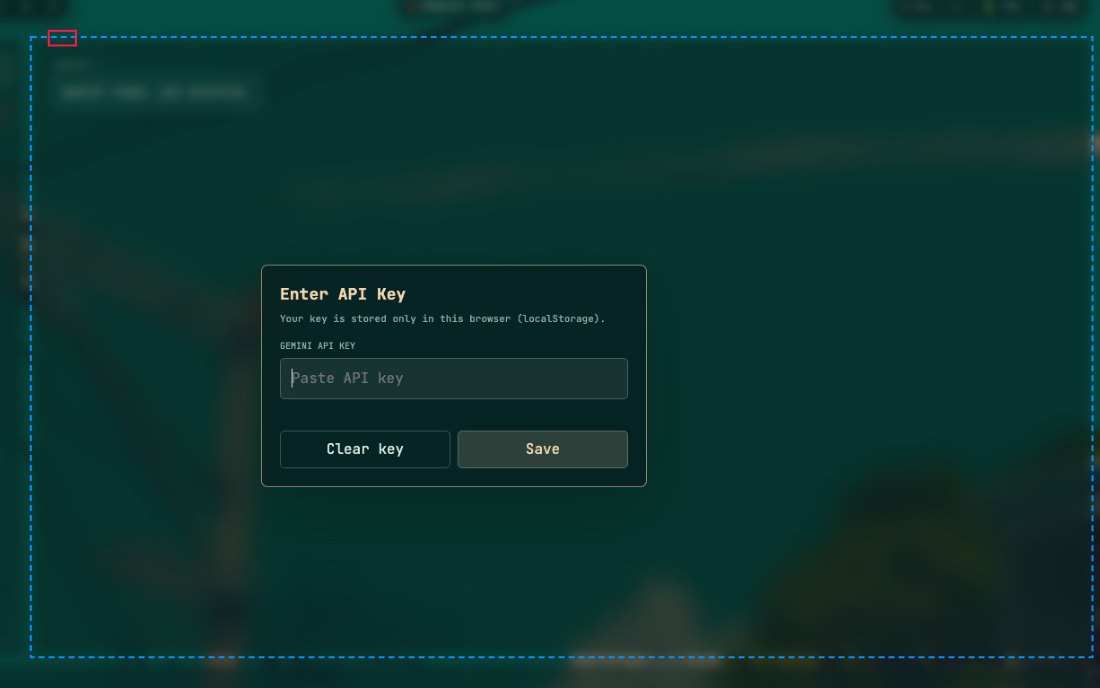 Enter API Key
Your key is stored only in this browser (localStorage).
GEMINI API KEY
Paste API key
Clear key
Save